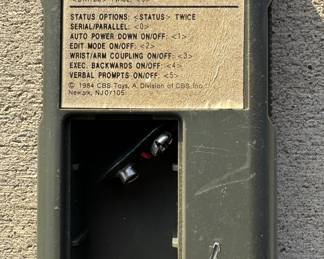 STATUS OPTIONS: <STATUS> TWICE
SERIAL/PARALLEL: <0>
AUTO POWER DOWN ON/OFF: <1>
EDIT MODE ON/OFF: <2>
WRIST/ARM COUPLING ON/OFF: <3>
EXEC. BACKWARDS ON/OFF: <4>
VERBAL PROMPTS ON/OFF: <5>
© 1984 CBS Toys, A Division of CBS Inc.
Newark, NJ 07105